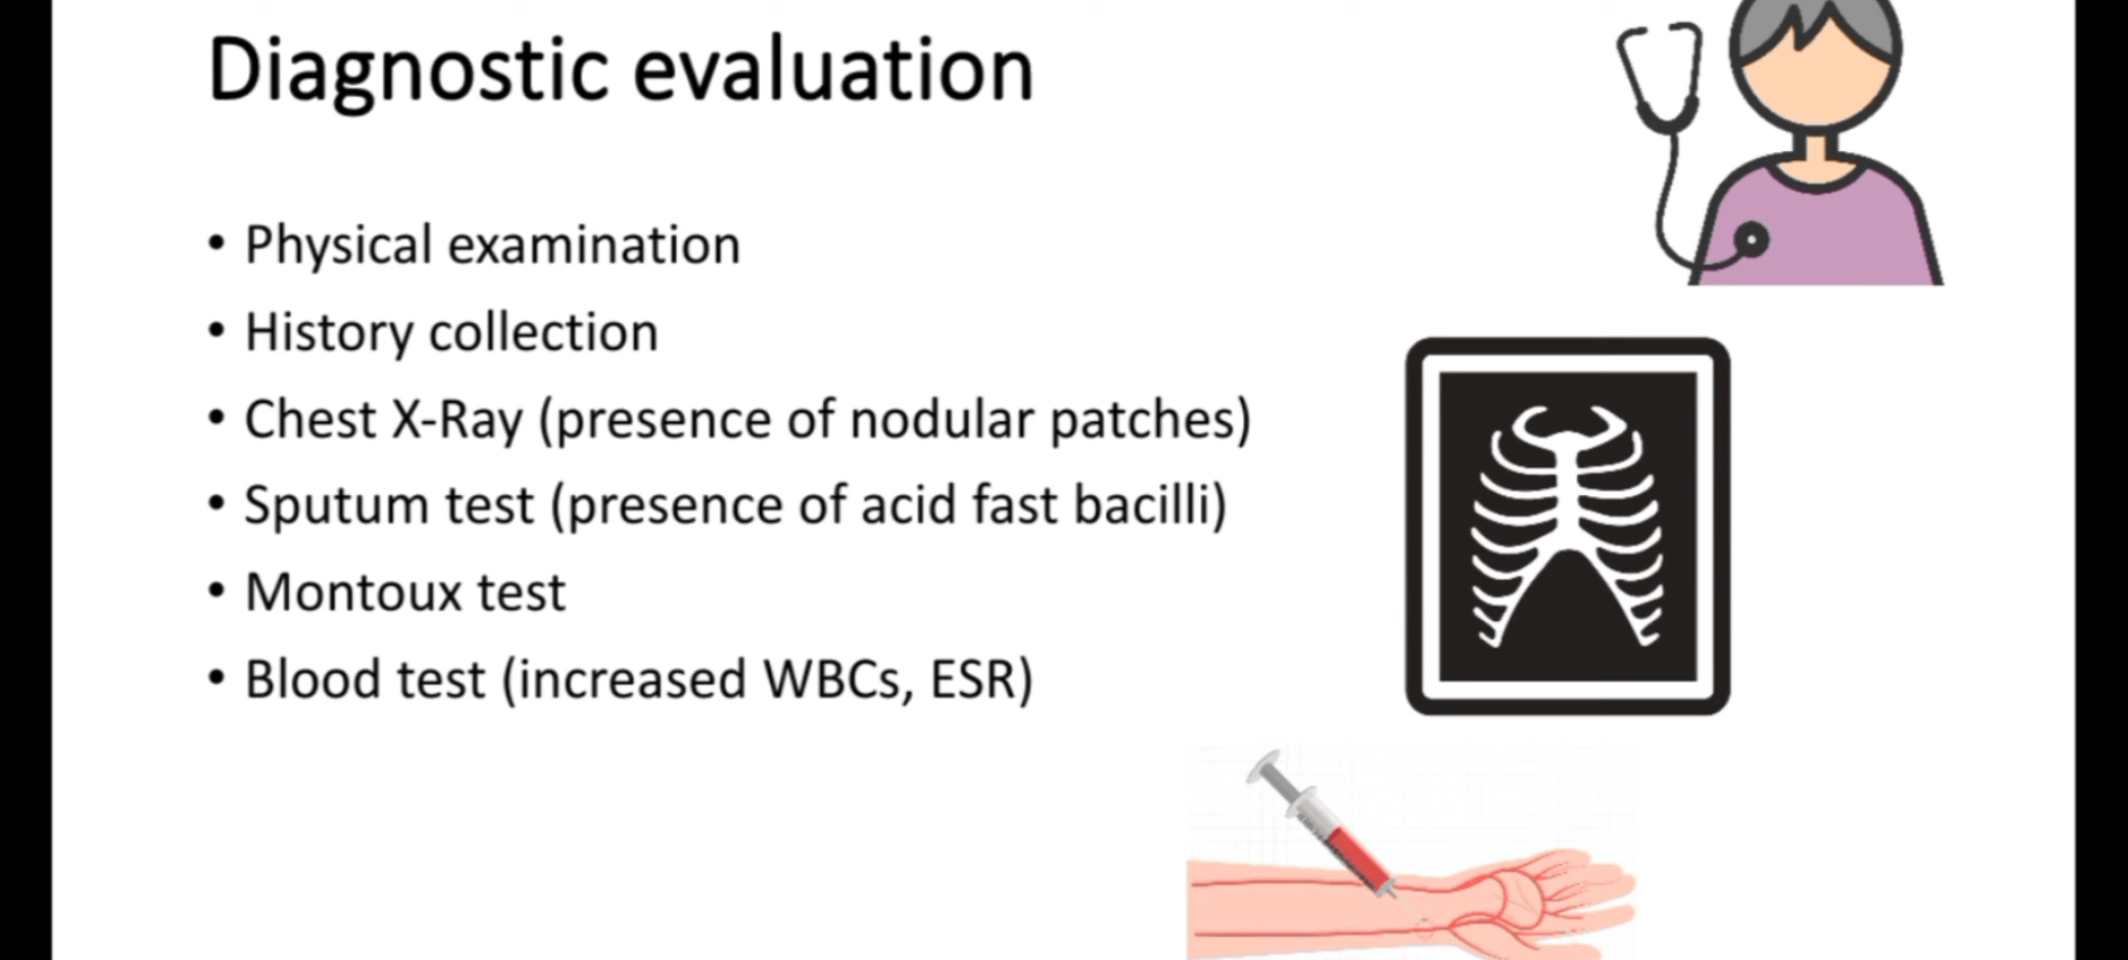 Diagnostic evaluation
• Physical examination
• History collection
• Chest X-Ray (presence of nodular patches)
• Sputum test (presence of acid fast bacilli)
• Montoux test
• Blood test (increased WBCs, ESR)